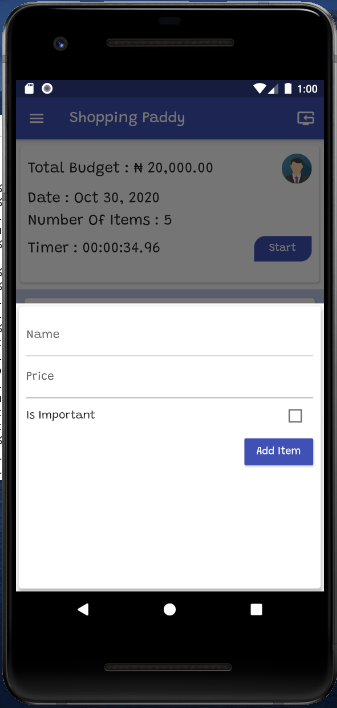 1:00
Shopping Paddy
Total Budget : ₦ 20,000.00
Date : Oct 30, 2020
Number Of Items : 5
Timer : 00:00:34.96
Start
Name
Price
Is Important
Add Item